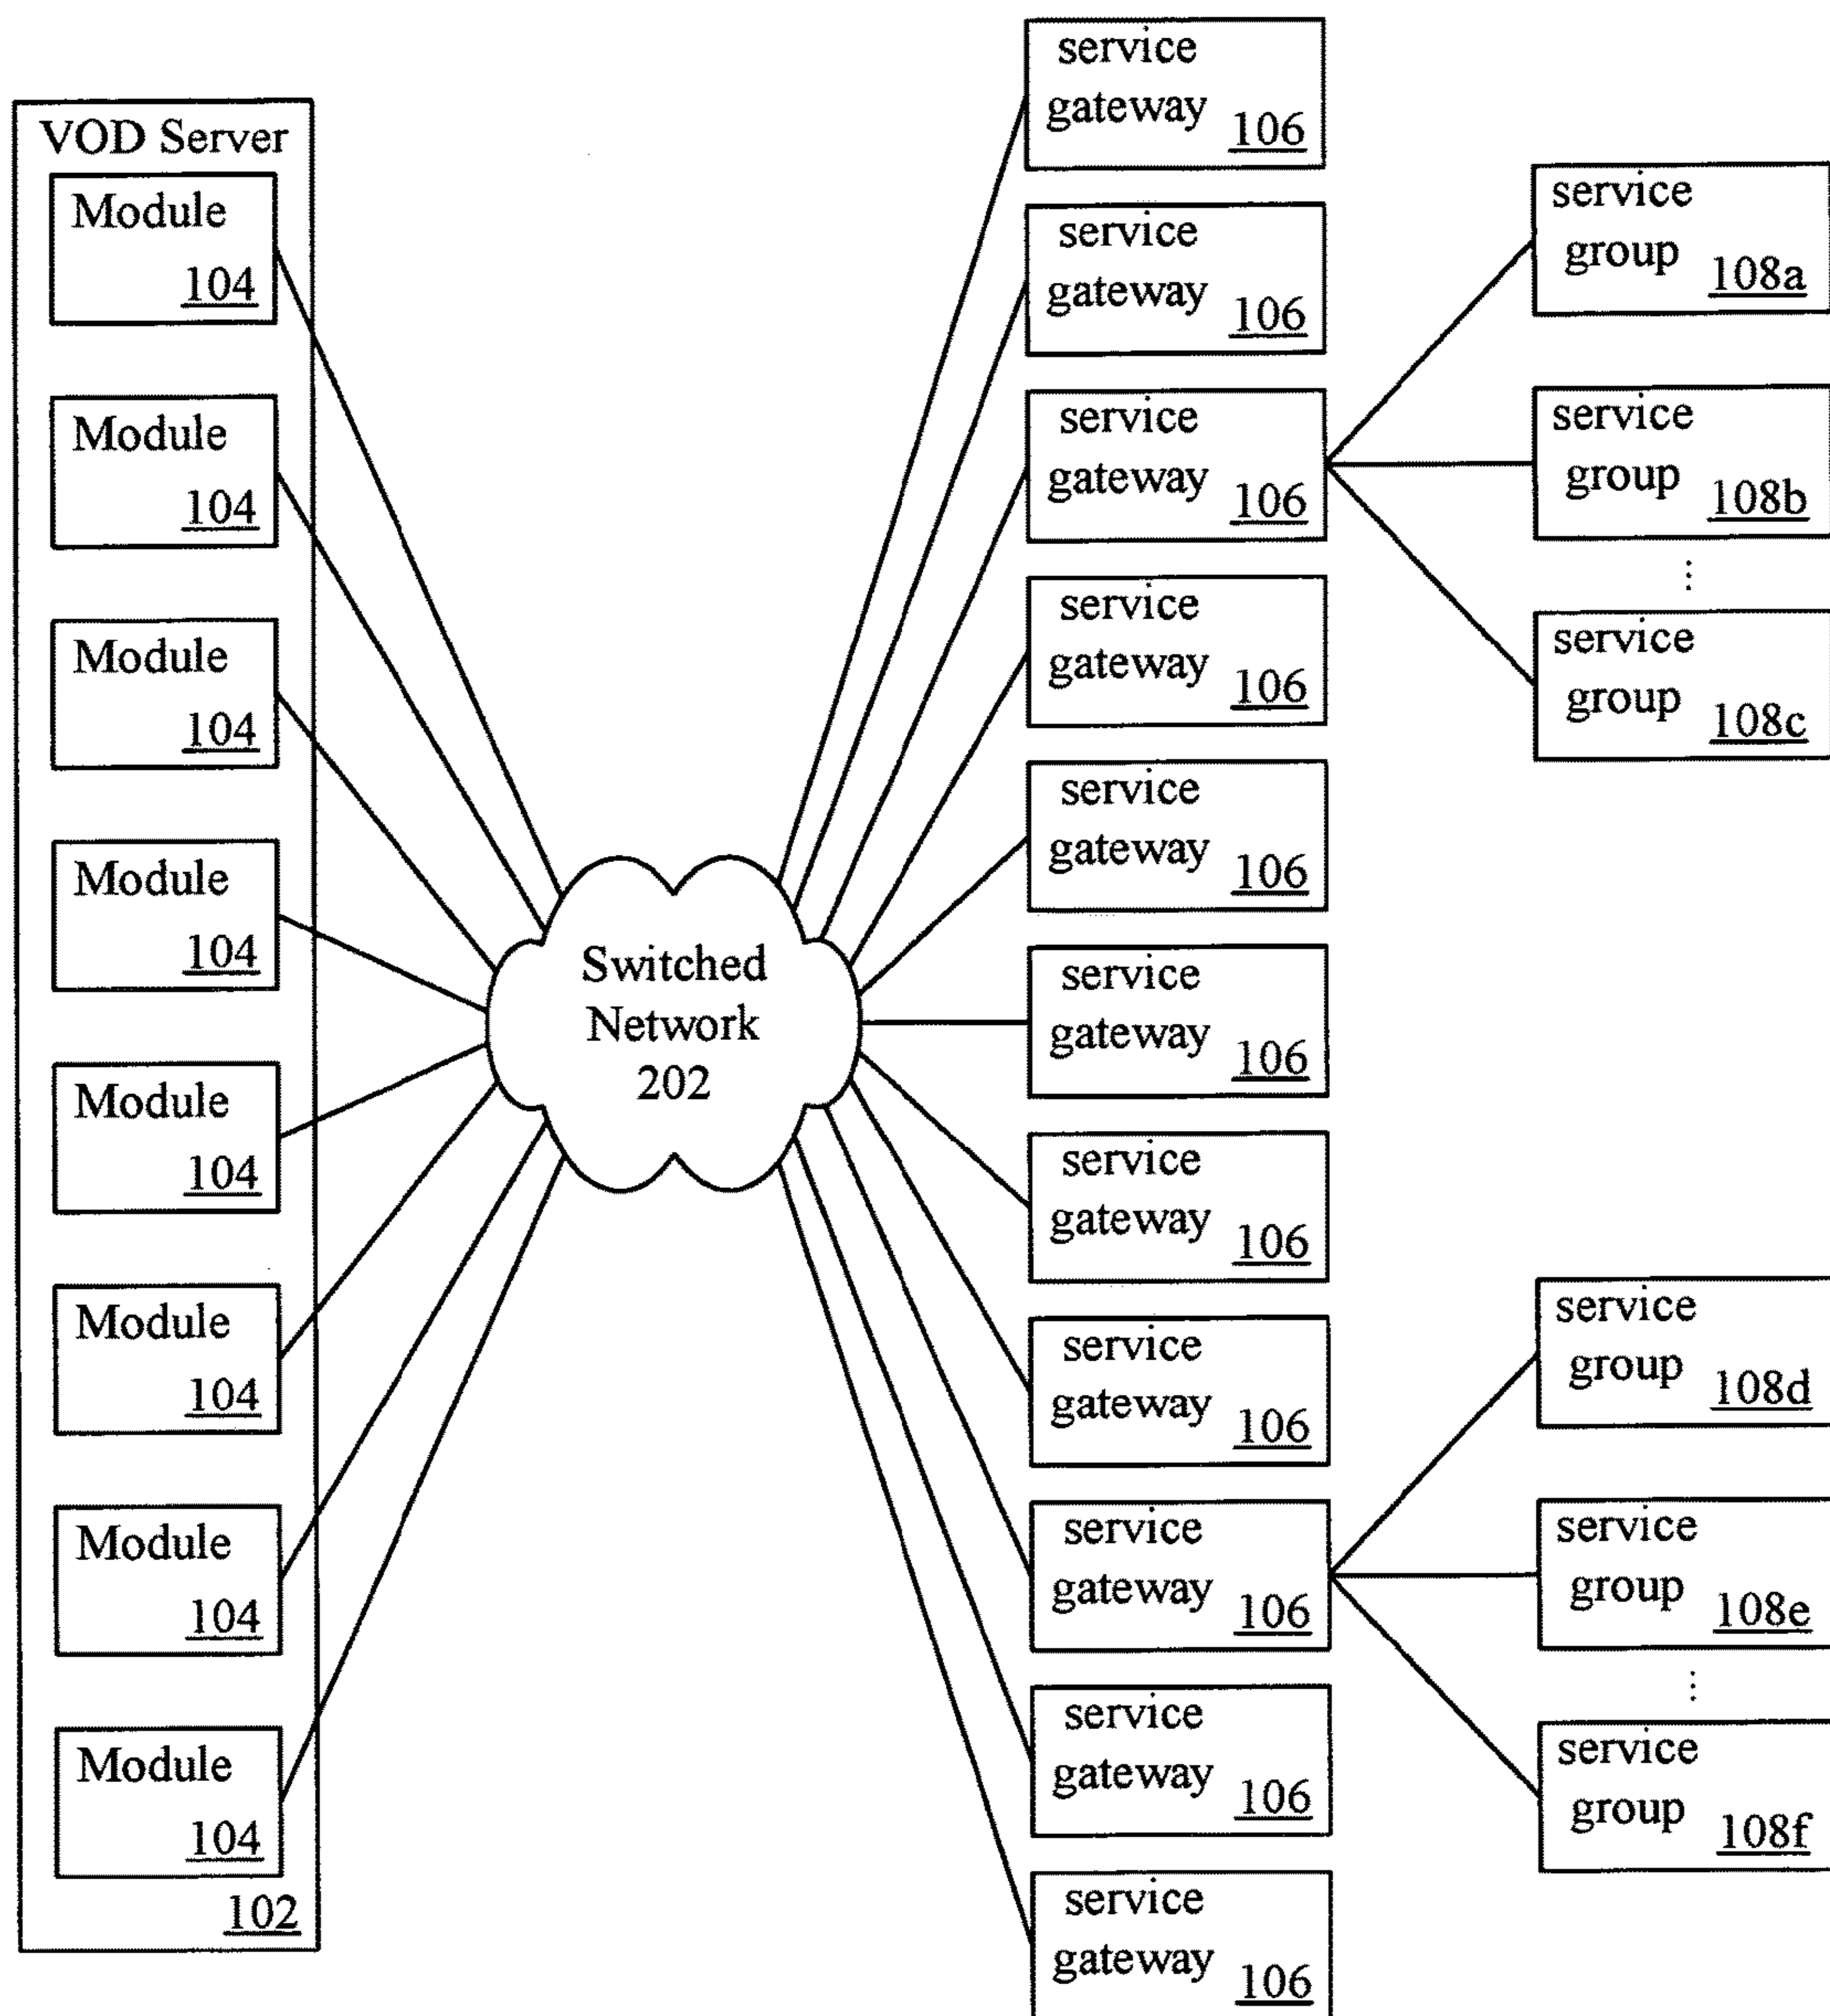 VOD Server
Module
104
Module
104
Module
104
Module
104
Module
104
Module
104
Module
104
Module
104
102
Switched
Network
202
service
gateway 106
service
gateway 106
service
gateway 106
service
gateway 106
service
gateway 106
service
gateway 106
service
gateway 106
service
gateway 106
service
gateway 106
service
gateway 106
service
gateway 106
service
group 108a
service
group 108b
⋮
service
group 108c
service
group 108d
service
group 108e
⋮
service
group 108f